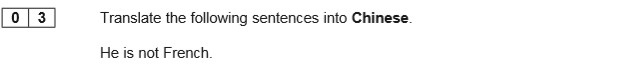 0 3 Translate the following sentences into Chinese.
He is not French.